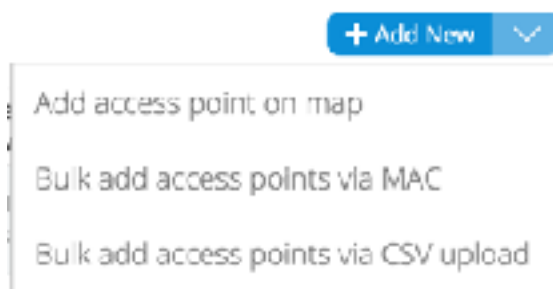 + Add New
Add access point on map
Bulk add access points via MAC
Bulk add access points via CSV upload